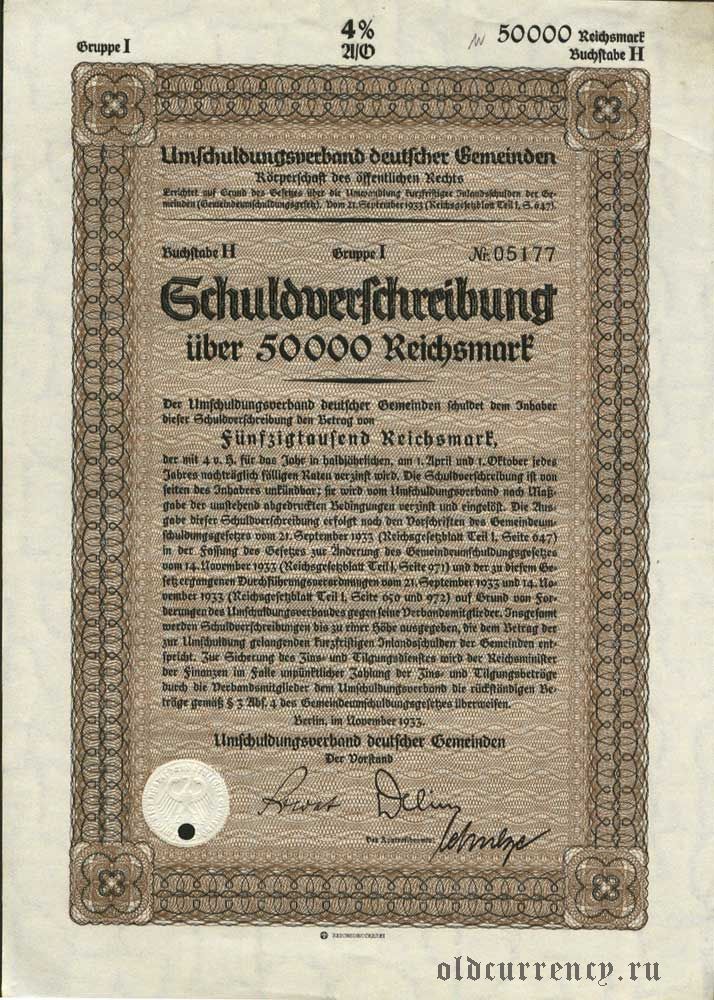 Gruppe I
4%
A/O
50000 Reichsmark
Buchstabe H
Umschuldungsverband deutscher Gemeinden
Körperschaft des öffentlichen Rechts
Errichtet auf Grund des Gesetzes über die Umwandlung kurzfristiger Inlandsschulden der Ge-
meinden (Gemeindeumschuldungsgesetz). Vom 21. September 1933 (Reichsgesetzblatt Teil I, S. 647).
Buchstabe H Gruppe I Nr. 05177
Schuldverschreibung
über 50000 Reichsmark
Der Umschuldungsverband deutscher Gemeinden schuldet dem Inhaber
dieser Schuldverschreibung den Betrag von
Fünfzigtausend Reichsmark,
der mit 4 v. H. für das Jahr in halbjährlichen, am 1. April und 1. Oktober jedes
Jahres nachträglich fälligen Raten verzinst wird. Die Schuldverschreibung ist von
seiten des Inhabers unkündbar; sie wird vom Umschuldungsverband nach Maß-
gabe der umstehend abgedruckten Bedingungen verzinst und eingelöst. Die Aus-
gabe dieser Schuldverschreibung erfolgt nach den Vorschriften des Gemeindeum-
schuldungsgesetzes vom 21. September 1933 (Reichsgesetzblatt Teil I, Seite 647)
in der Fassung des Gesetzes zur Änderung des Gemeindeumschuldungsgesetzes
vom 14. November 1933 (Reichsgesetzblatt Teil I, Seite 971) und der zu diesem Ge-
setz ergangenen Durchführungsverordnungen vom 21. September 1933 und 14. No-
vember 1933 (Reichsgesetzblatt Teil I, Seite 650 und 972) auf Grund von For-
derungen des Umschuldungsverbandes gegen seine Verbandsmitglieder. Insgesamt
werden Schuldverschreibungen bis zu einer Höhe ausgegeben, die dem Betrag der
zur Umschuldung gelangenden kurzfristigen Inlandsschulden der Gemeinden ent-
spricht. Zur Sicherung des Zins- und Tilgungsdienstes wird der Reichsminister
der Finanzen im Falle unpünktlicher Zahlung der Zins- und Tilgungsbeträge
durch die Verbandsmitglieder dem Umschuldungsverband die rückständigen Be-
träge gemäß § 3 Abs. 4 des Gemeindeumschuldungsgesetzes überweisen.
Berlin, im November 1933.
Umschuldungsverband deutscher Gemeinden
Der Vorstand
REICHSDRUCKEREI
oldcurrency.ru